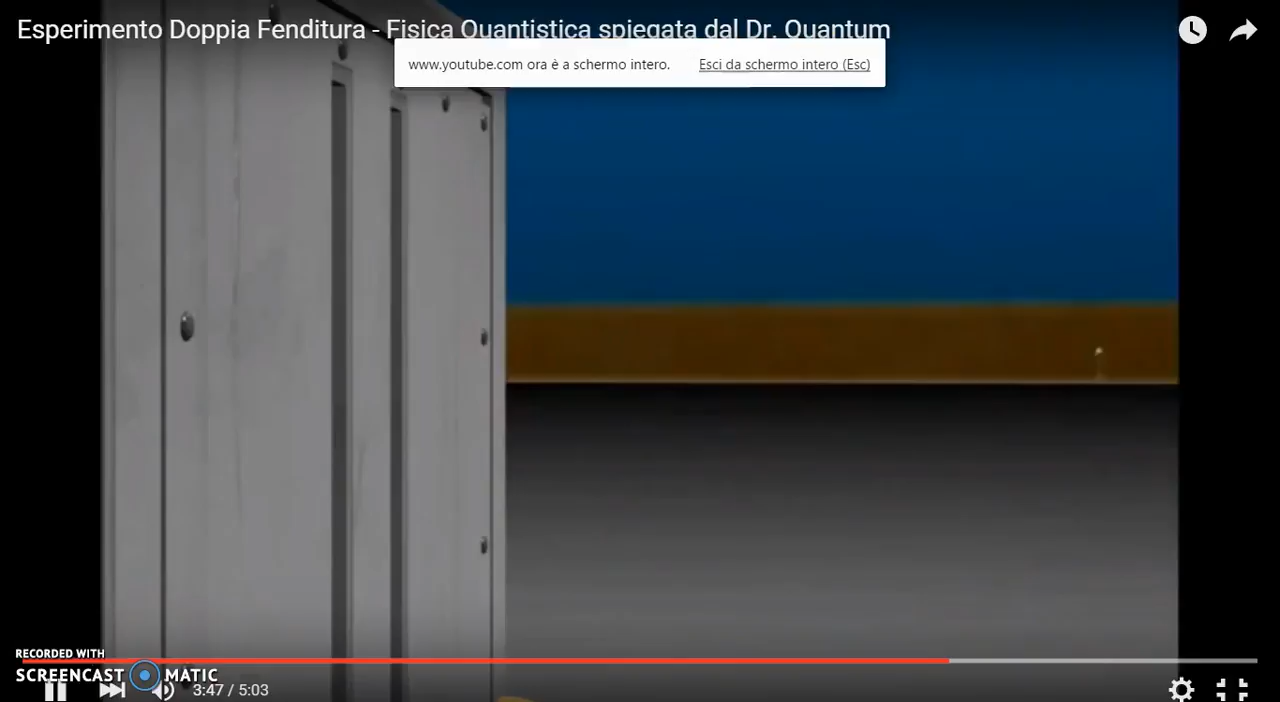 Esperimento Doppia Fenditura - Fisica Quantistica spiegata dal Dr. Quantum
www.youtube.com ora è a schermo intero. Esci da schermo intero (Esc)
RECORDED WITH
SCREENCAST MATIC
3:47 / 5:03